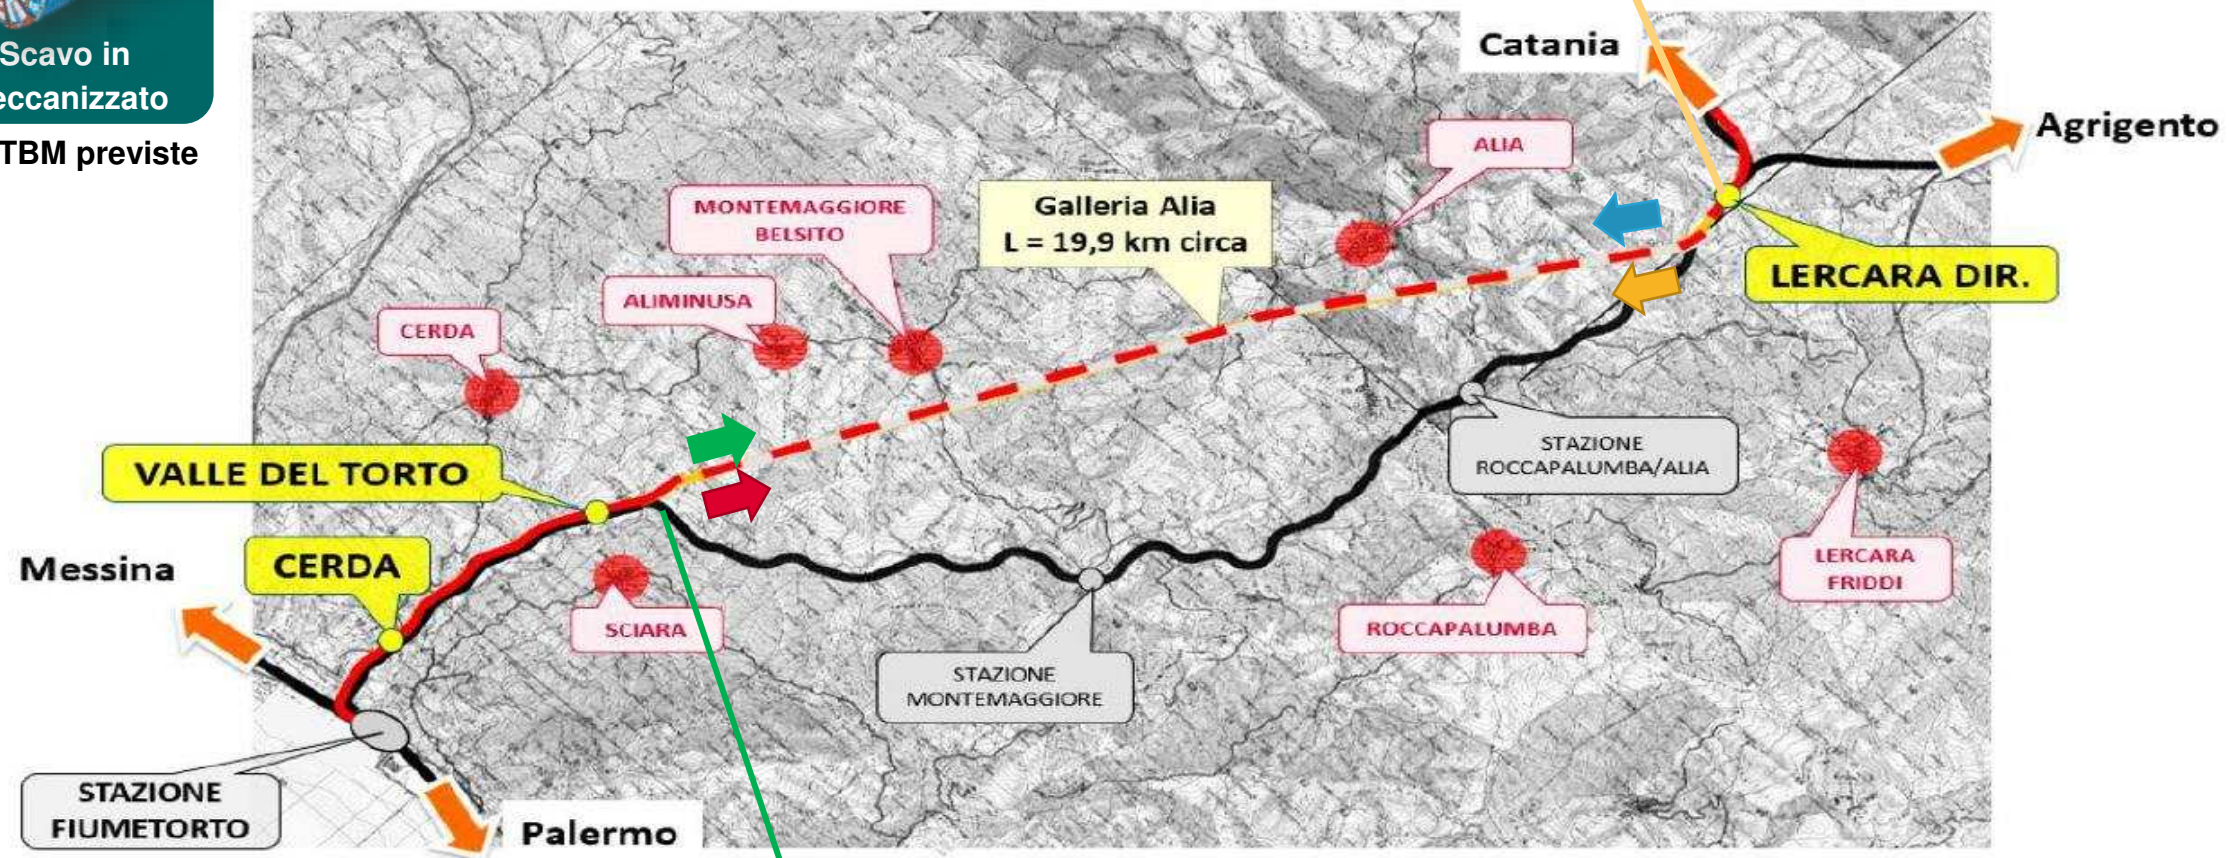 Scavo in
eccanizzato
TBM previste
Catania
Agrigento
ALIA
MONTEMAGGIORE
BELSITO
Galleria Alia
L = 19,9 km circa
LERCARA DIR.
ALIMINUSA
CERDA
VALLE DEL TORTO
STAZIONE
ROCCAPALUMBA/ALIA
Messina
CERDA
LERCARA
FRIDDI
SCIARA
ROCCAPALUMBA
STAZIONE
MONTEMAGGIORE
STAZIONE
FIUMETORTO
Palermo